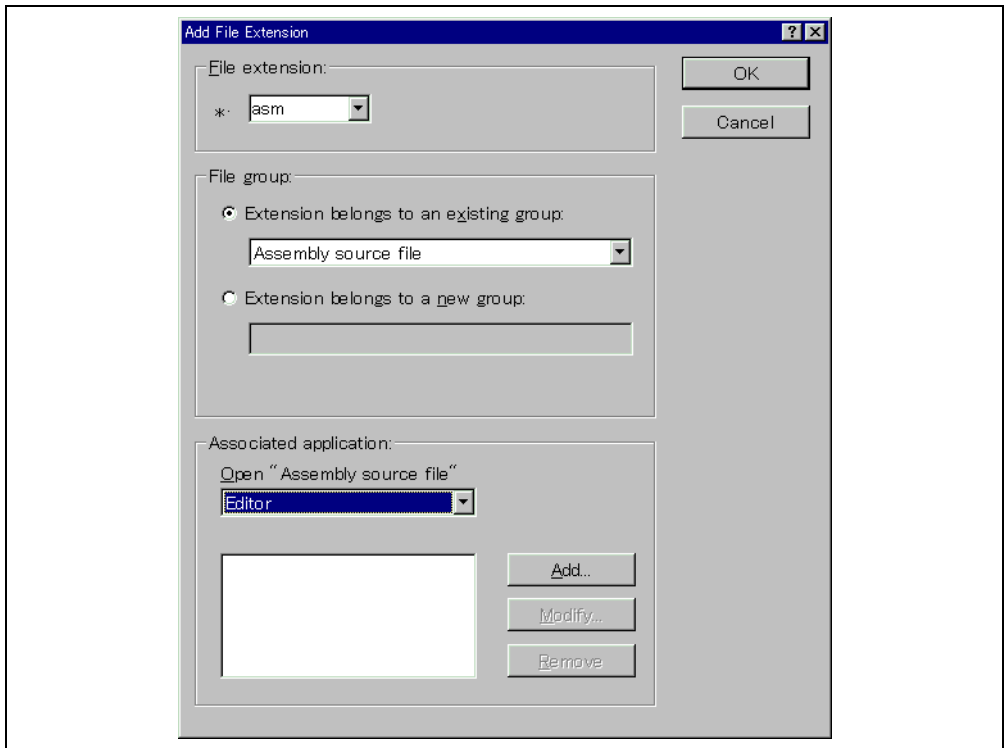 Add File Extension
File extension:
*. asm
OK
Cancel
File group:
Extension belongs to an existing group:
Assembly source file
Extension belongs to a new group:
Associated application:
Open "Assembly source file"
Editor
Add...
Modify...
Remove